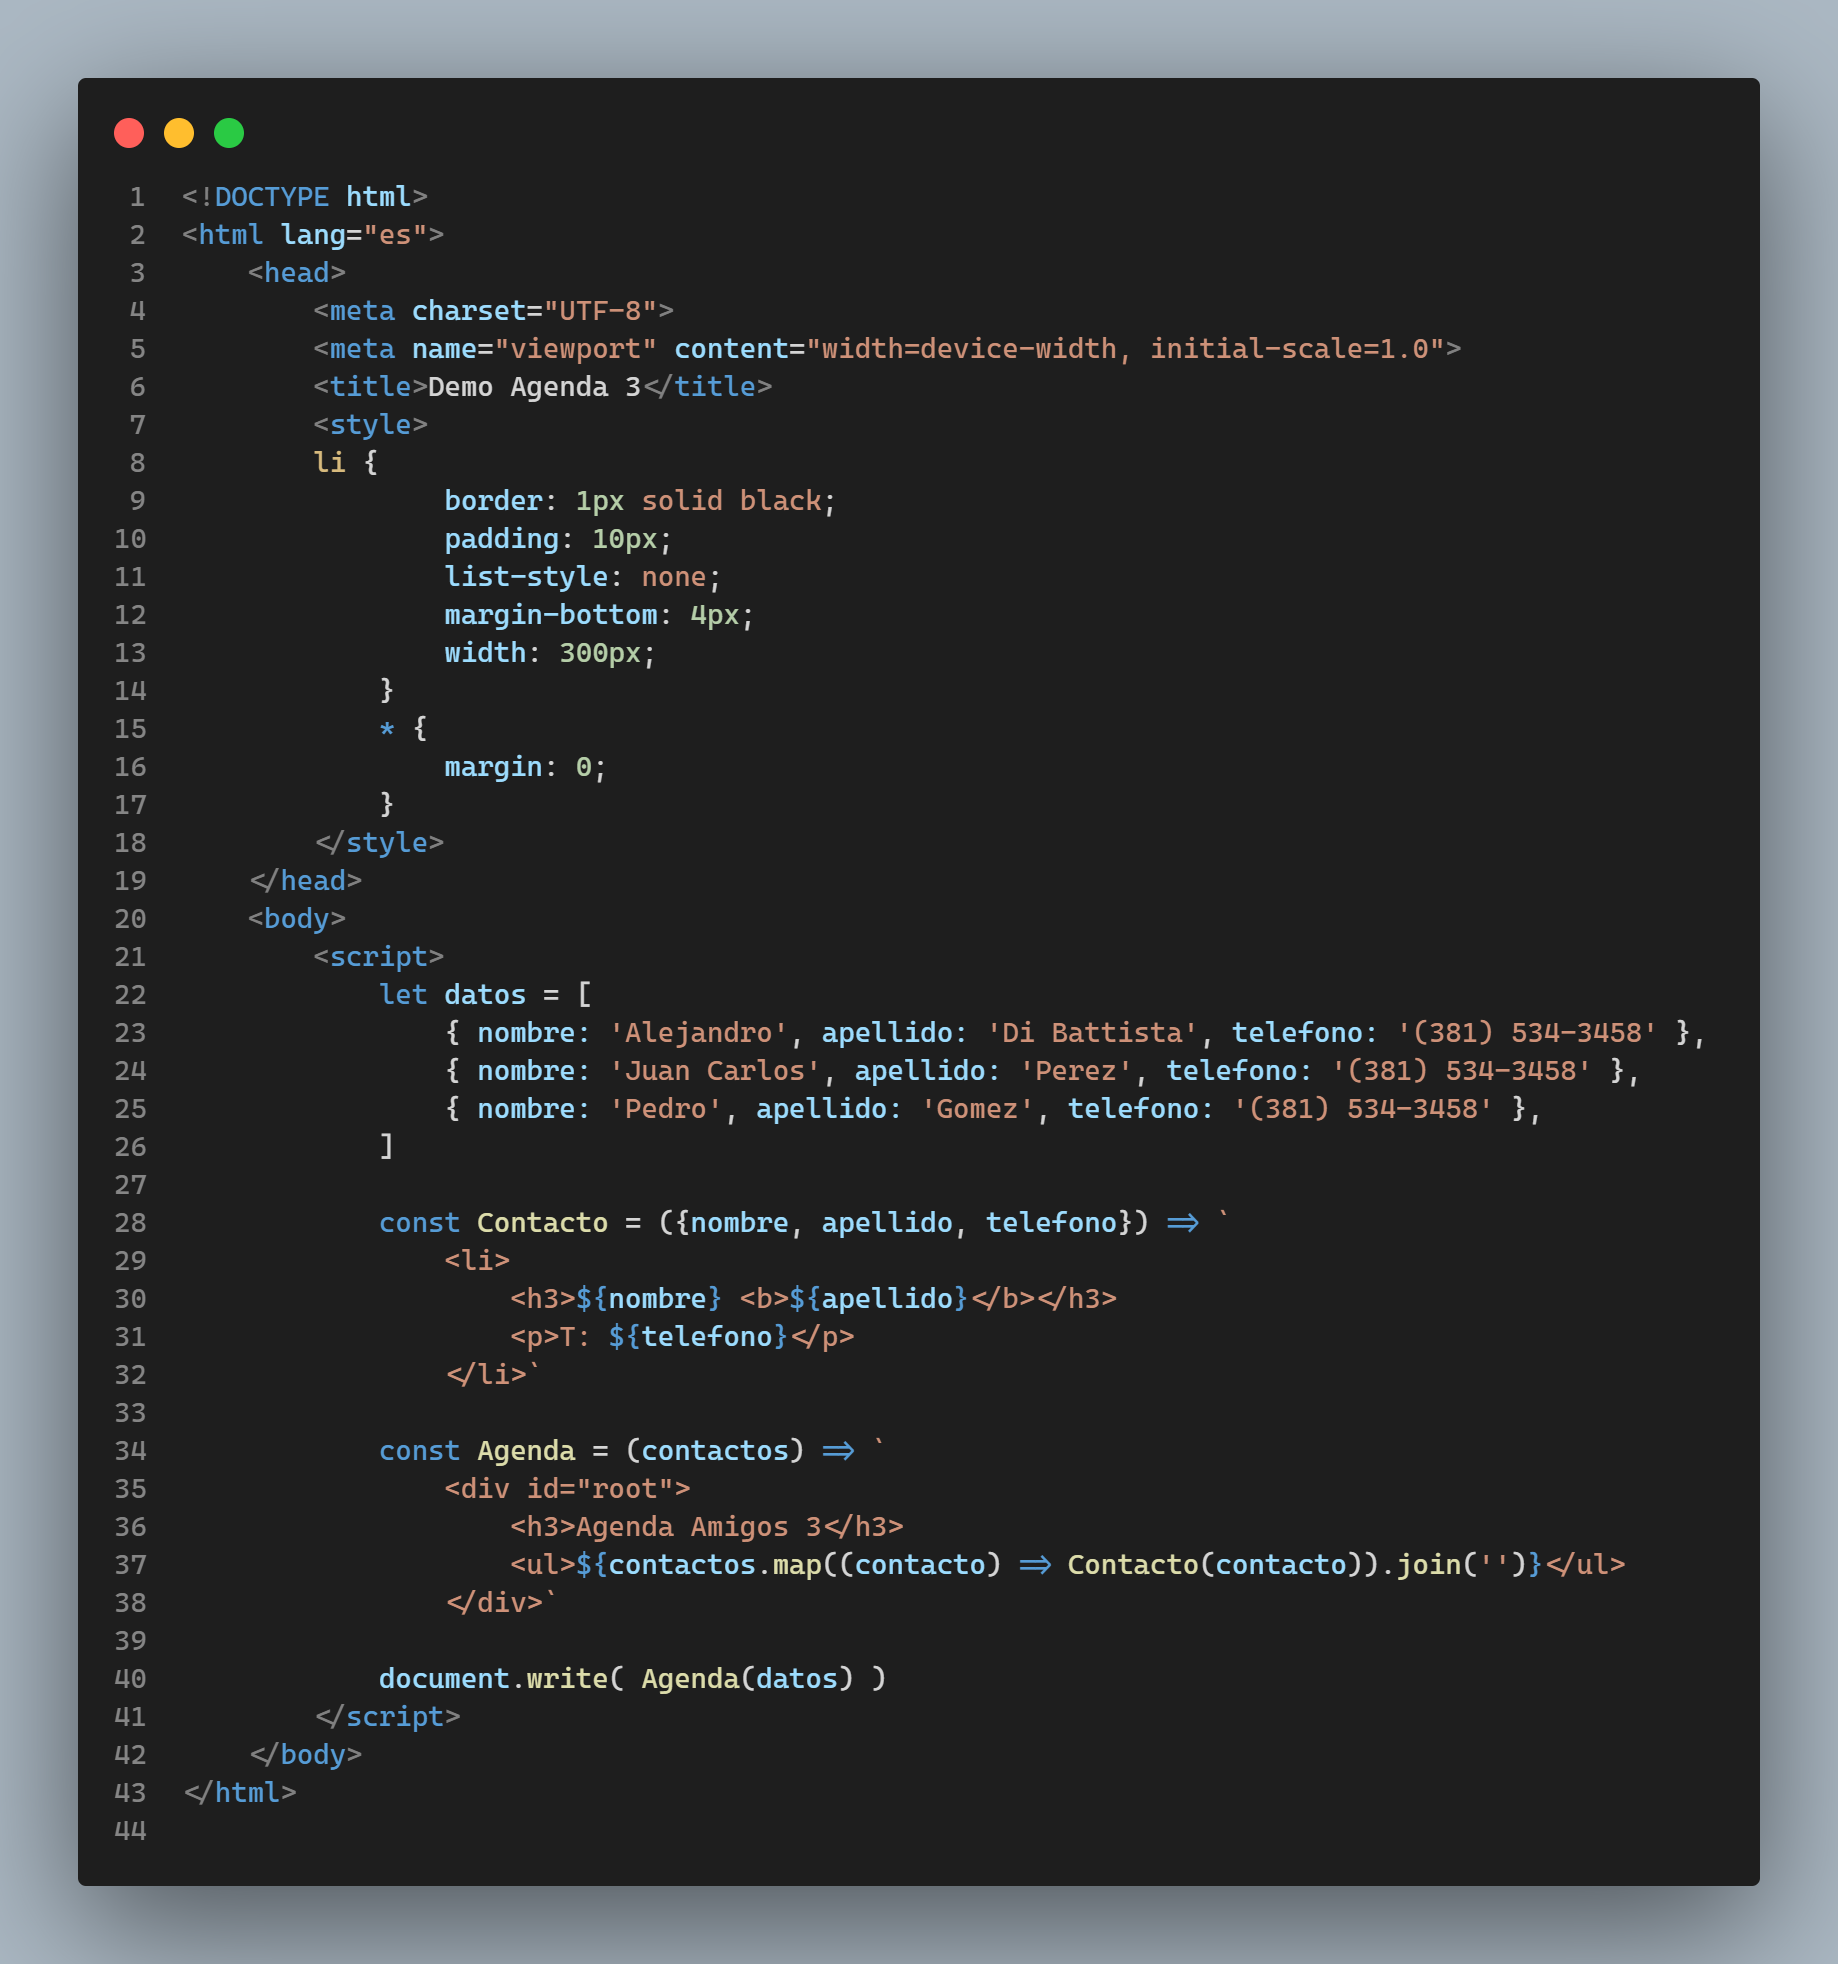 1 <!DOCTYPE html>
2 <html lang="es">
3     <head>
4         <meta charset="UTF-8">
5         <meta name="viewport" content="width=device-width, initial-scale=1.0">
6         <title>Demo Agenda 3</title>
7         <style>
8         li {
9                 border: 1px solid black;
10                 padding: 10px;
11                 list-style: none;
12                 margin-bottom: 4px;
13                 width: 300px;
14             }
15             * {
16                 margin: 0;
17             }
18         </style>
19     </head>
20     <body>
21         <script>
22             let datos = [
23                 { nombre: 'Alejandro', apellido: 'Di Battista', telefono: '(381) 534-3458' },
24                 { nombre: 'Juan Carlos', apellido: 'Perez', telefono: '(381) 534-3458' },
25                 { nombre: 'Pedro', apellido: 'Gomez', telefono: '(381) 534-3458' },
26             ]
27
28             const Contacto = ({nombre, apellido, telefono}) => `
29                 <li>
30                     <h3>${nombre} <b>${apellido}</b></h3>
31                     <p>T: ${telefono}</p>
32                 </li>`
33
34             const Agenda = (contactos) => `
35                 <div id="root">
36                     <h3>Agenda Amigos 3</h3>
37                     <ul>${contactos.map((contacto) => Contacto(contacto)).join('')}</ul>
38                 </div>`
39
40             document.write( Agenda(datos) )
41         </script>
42     </body>
43 </html>
44